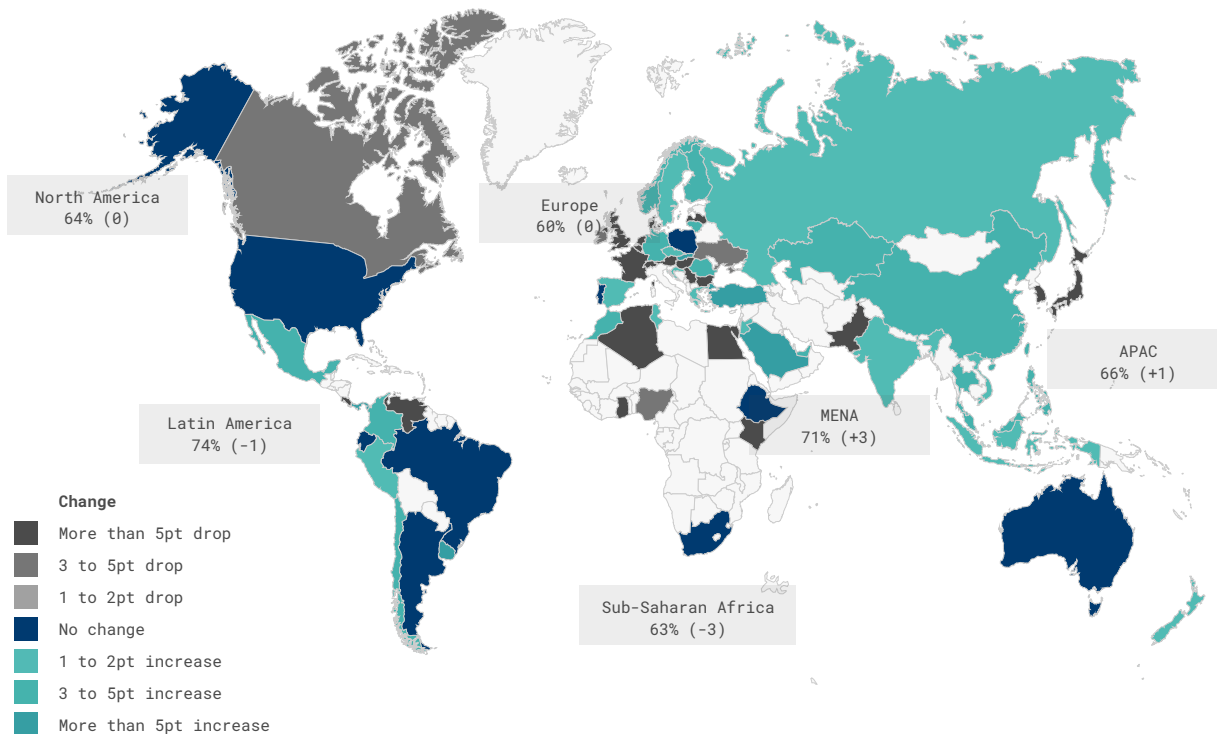 North America
64% (0)
Europe
60% (0)
APAC
66% (+1)
Latin America
74% (-1)
MENA
71% (+3)
Sub-Saharan Africa
63% (-3)
Change
More than 5pt drop
3 to 5pt drop
1 to 2pt drop
No change
1 to 2pt increase
3 to 5pt increase
More than 5pt increase